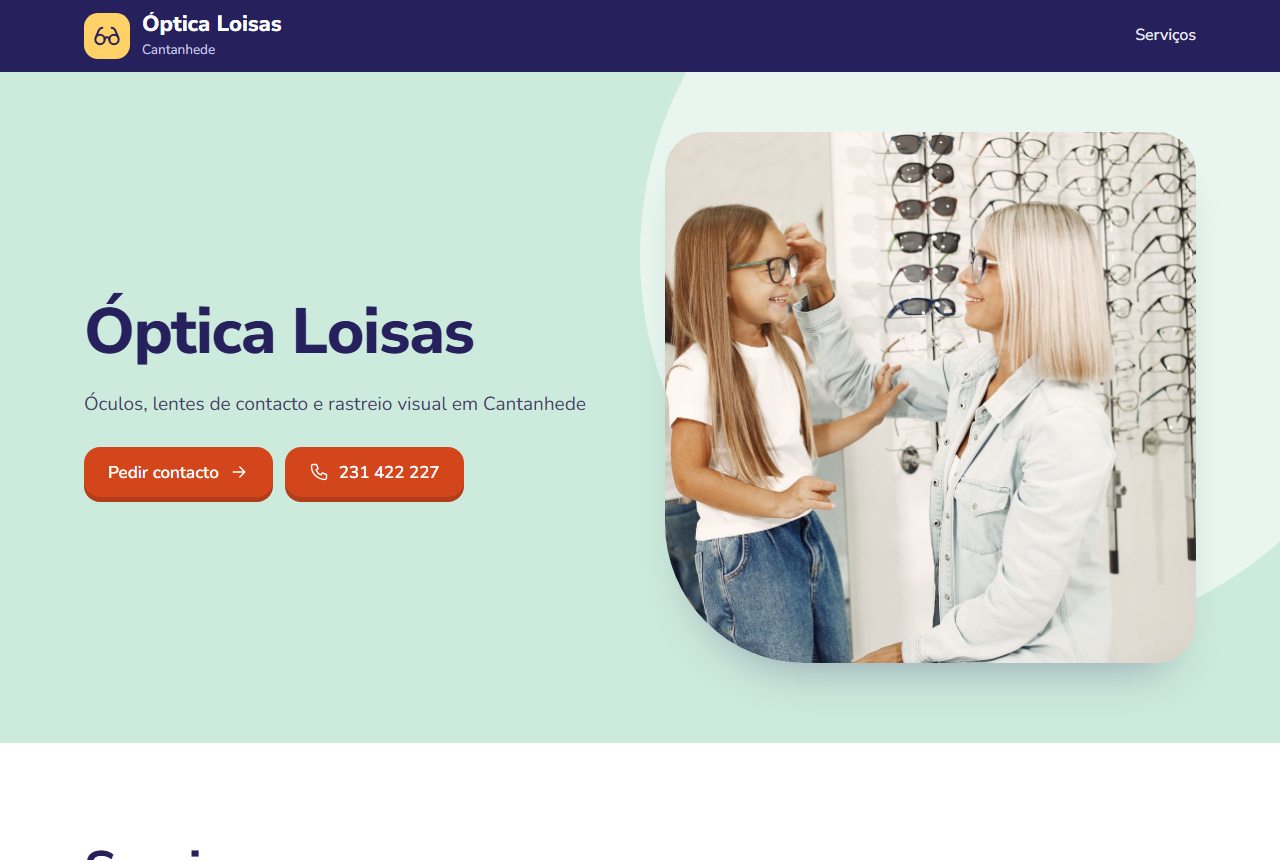 Óptica Loisas
Cantanhede
Serviços
Óptica Loisas
Óculos, lentes de contacto e rastreio visual em Cantanhede
Pedir contacto
231 422 227